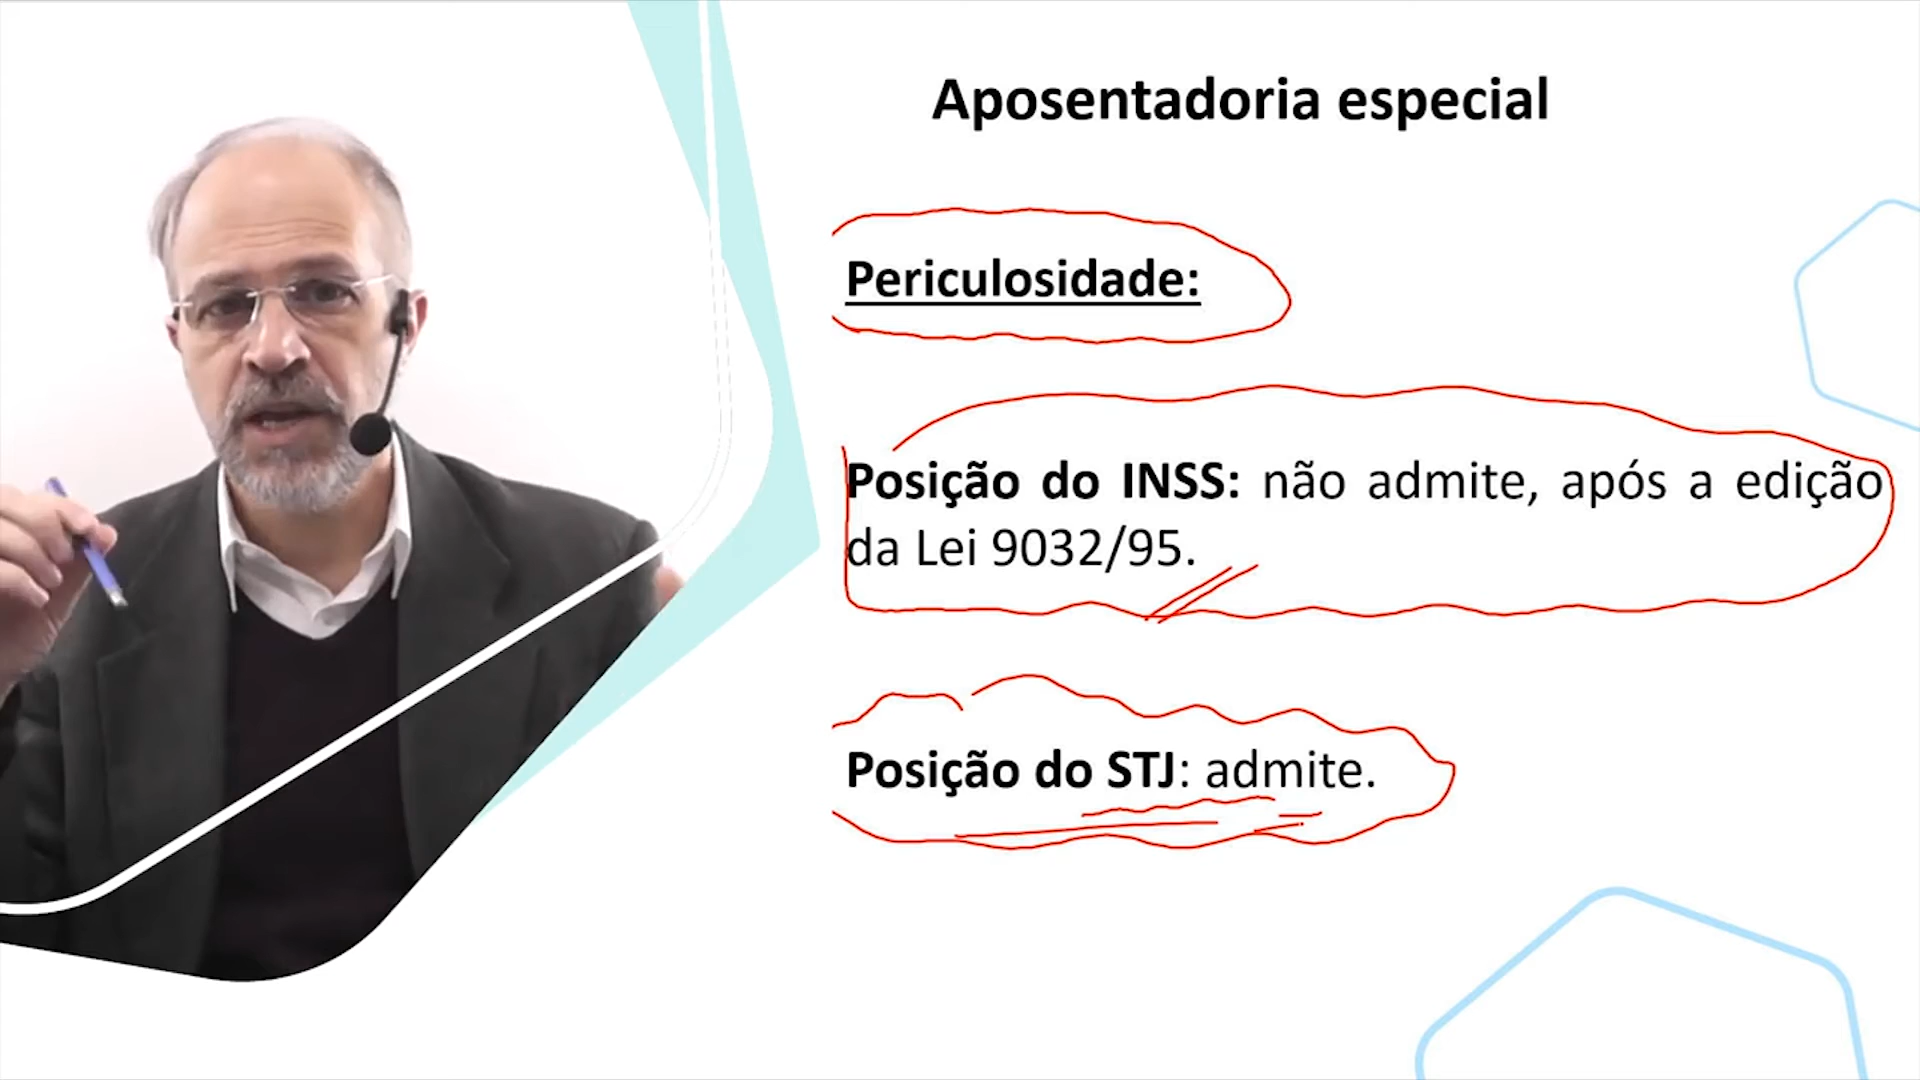 Aposentadoria especial
Periculosidade:
Posição do INSS: não admite, após a edição
da Lei 9032/95.
Posição do STJ: admite.